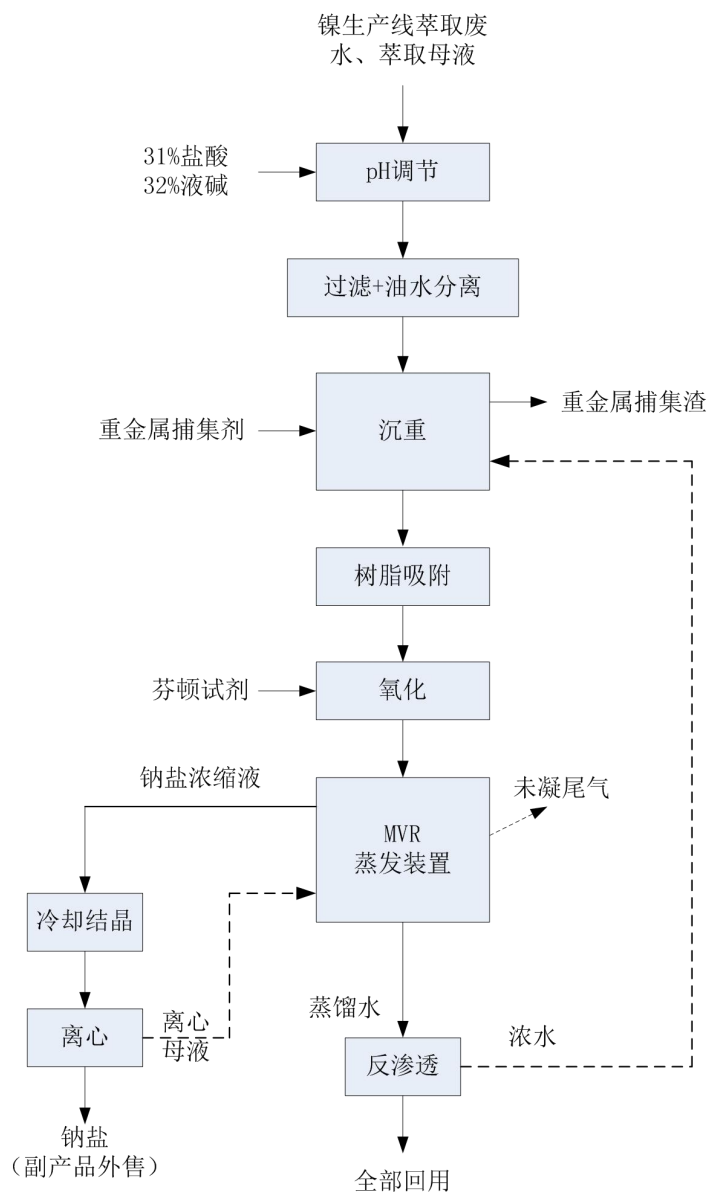 镍生产线萃取废
水、萃取母液
31%盐酸
32%液碱
pH调节
过滤+油水分离
重金属捕集剂
沉重
重金属捕集渣
树脂吸附
芬顿试剂
氧化
钠盐浓缩液
MVR
蒸发装置
未凝尾气
冷却结晶
离心
离心
母液
蒸馏水
反渗透
浓水
钠盐
（副产品外售）
全部回用